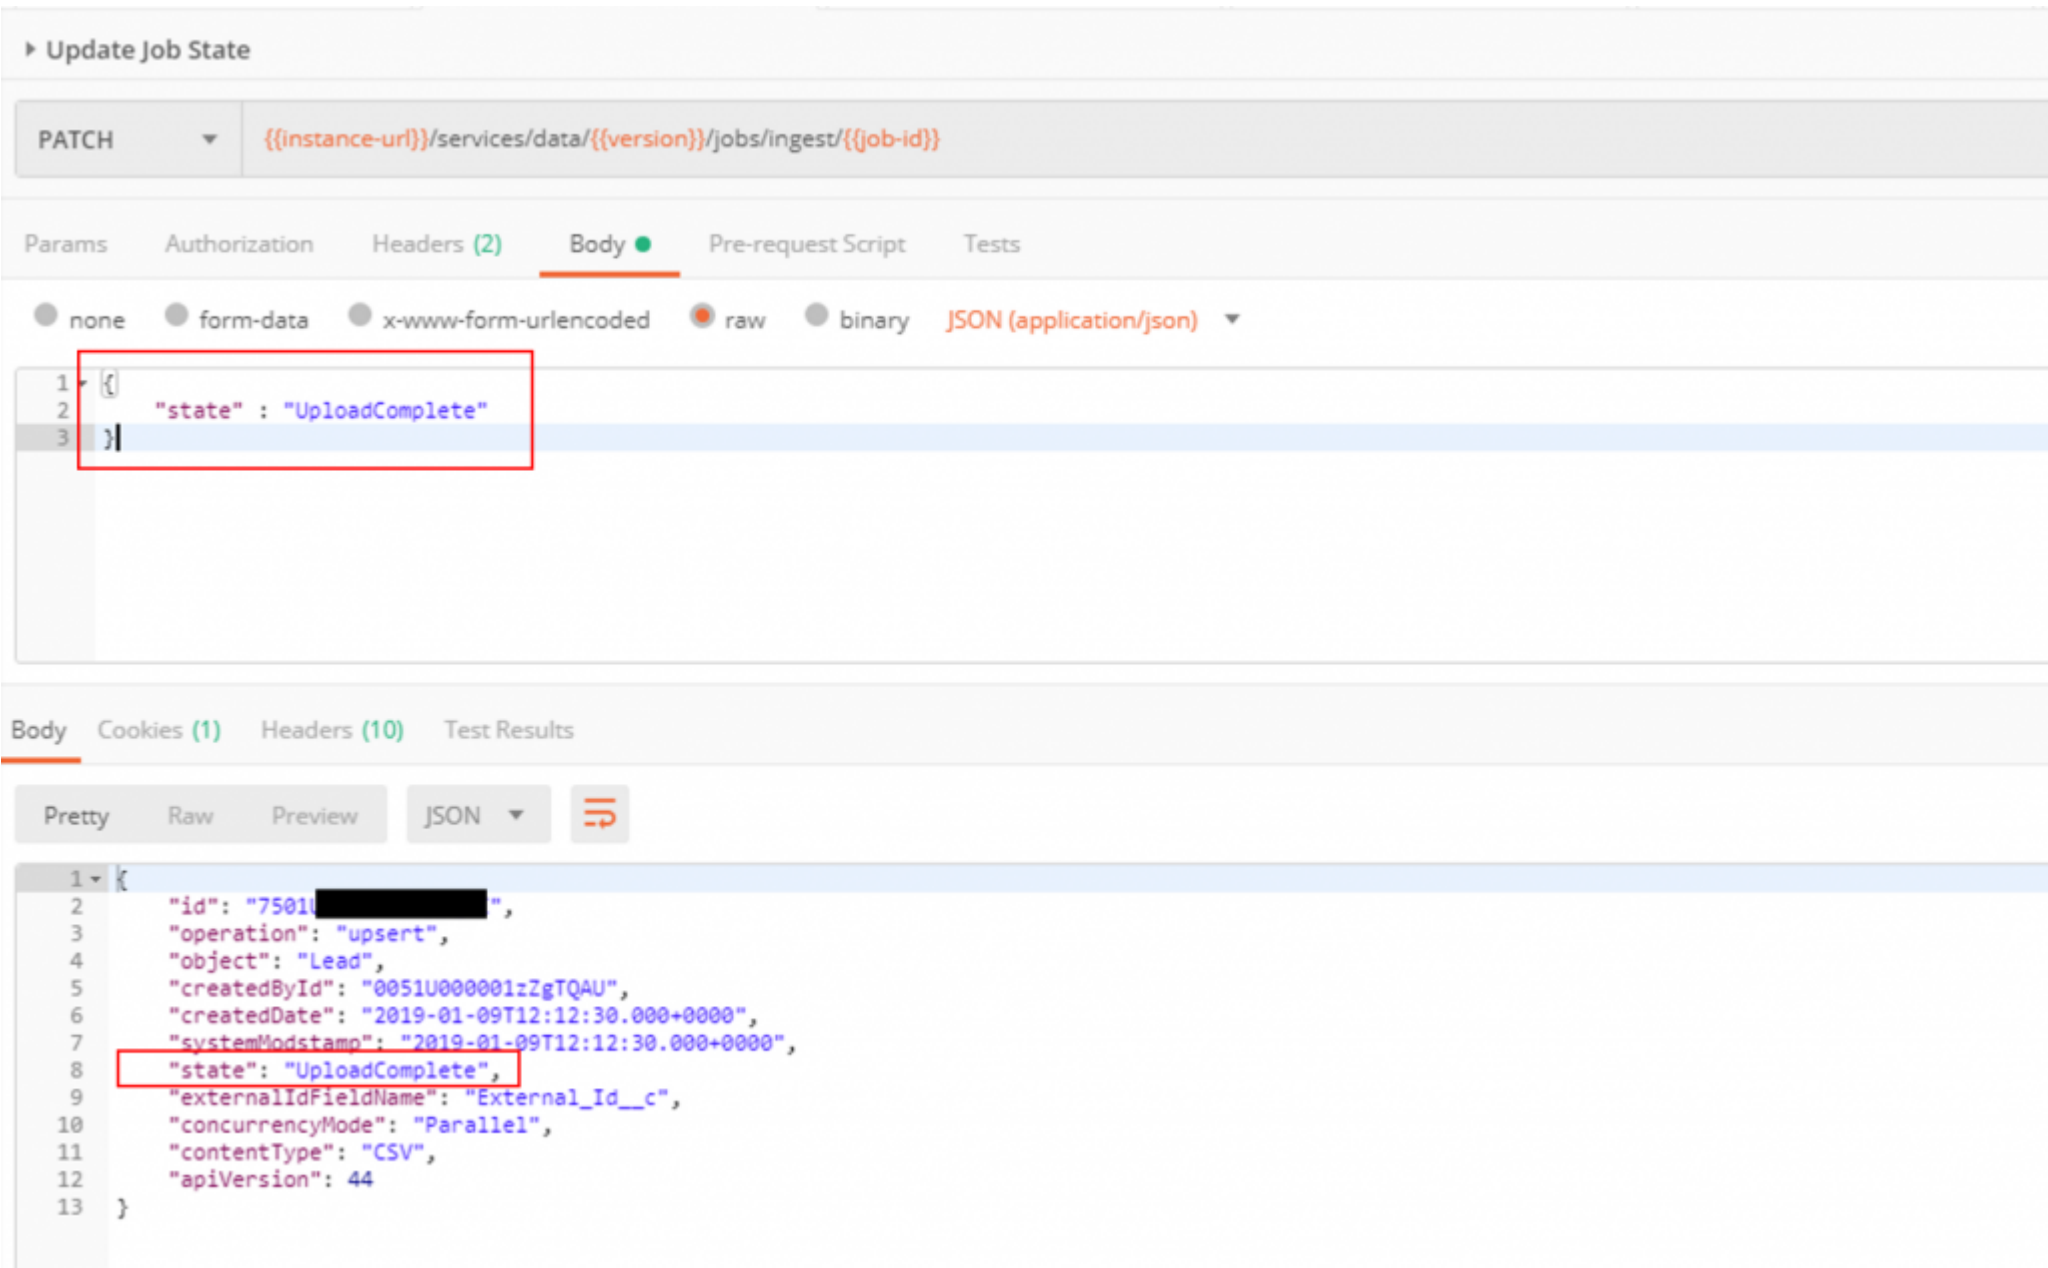 Update Job State
PATCH {{instance-url}}/services/data/{{version}}/jobs/ingest/{{job-id}}
Params Authorization Headers (2) Body Pre-request Script Tests
none form-data x-www-form-urlencoded raw binary JSON (application/json)
1 {
2 "state" : "UploadComplete"
3 }
Body Cookies (1) Headers (10) Test Results
Pretty Raw Preview JSON
1 {
2 "id": "7501U",
3 "operation": "upsert",
4 "object": "Lead",
5 "createdById": "0051U000001zZgTQAU",
6 "createdDate": "2019-01-09T12:12:30.000+0000",
7 "systemModstamp": "2019-01-09T12:12:30.000+0000",
8 "state": "UploadComplete",
9 "externalIdFieldName": "External_Id__c",
10 "concurrencyMode": "Parallel",
11 "contentType": "CSV",
12 "apiVersion": 44
13 }